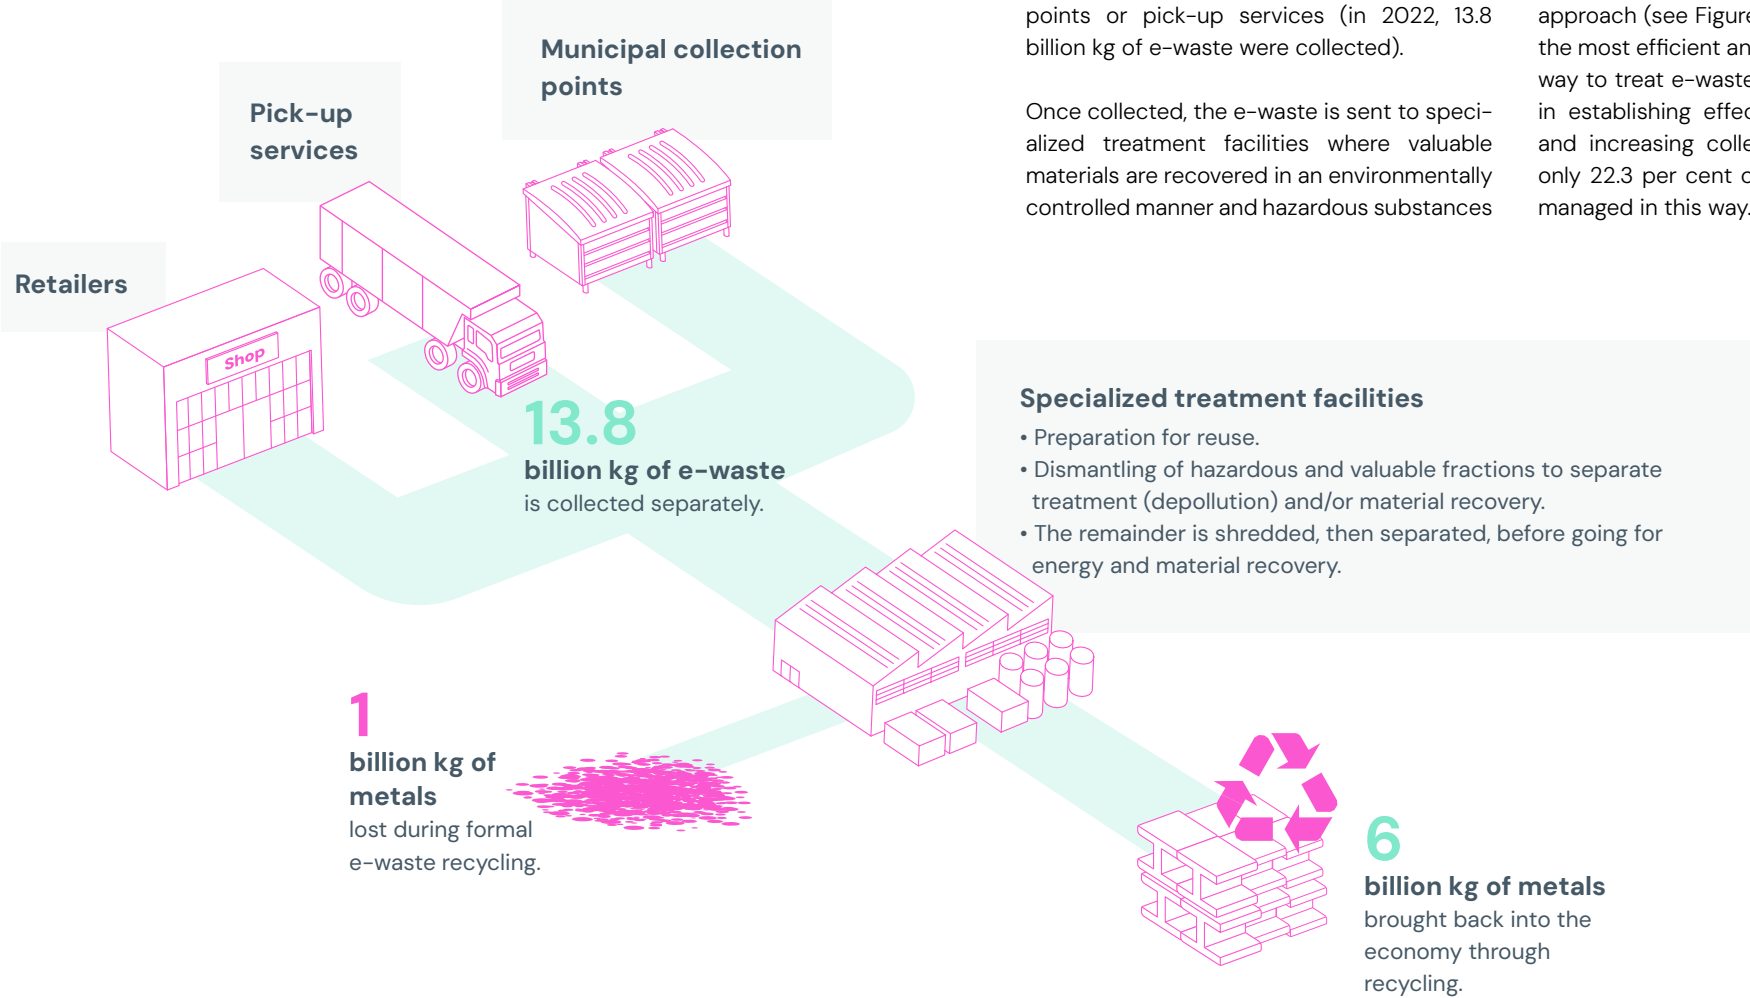 points or pick-up services (in 2022, 13.8
billion kg of e-waste were collected).
Once collected, the e-waste is sent to speci-
alized treatment facilities where valuable
materials are recovered in an environmentally
controlled manner and hazardous substances
approach (see Figure
the most efficient an
way to treat e-waste
in establishing effec
and increasing colle
only 22.3 per cent o
managed in this way.
Municipal collection
points
Pick-up
services
Retailers
Shop
13.8
billion kg of e-waste
is collected separately.
Specialized treatment facilities
• Preparation for reuse.
• Dismantling of hazardous and valuable fractions to separate
treatment (depollution) and/or material recovery.
• The remainder is shredded, then separated, before going for
energy and material recovery.
1
billion kg of
metals
lost during formal
e-waste recycling.
6
billion kg of metals
brought back into the
economy through
recycling.